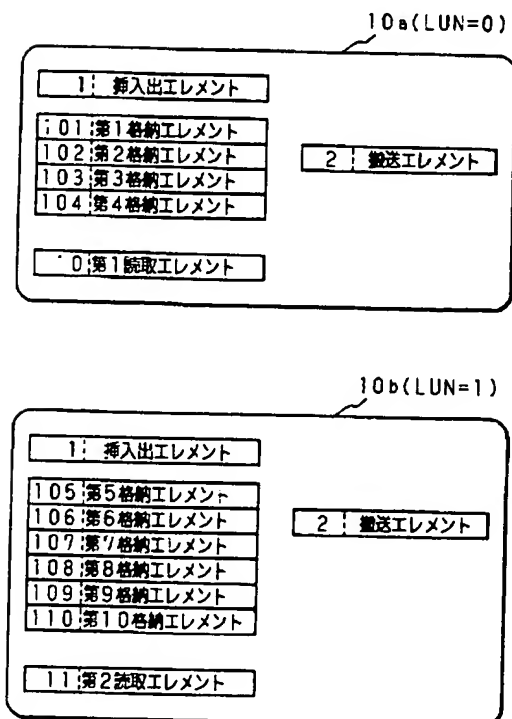 10a(LUN=0)
1 挿入出エレメント
101 第1格納エレメント
102 第2格納エレメント
103 第3格納エレメント
104 第4格納エレメント
2 搬送エレメント
10 第1読取エレメント
10b(LUN=1)
1 挿入出エレメント
105 第5格納エレメント
106 第6格納エレメント
107 第7格納エレメント
108 第8格納エレメント
109 第9格納エレメント
110 第10格納エレメント
2 搬送エレメント
11 第2読取エレメント